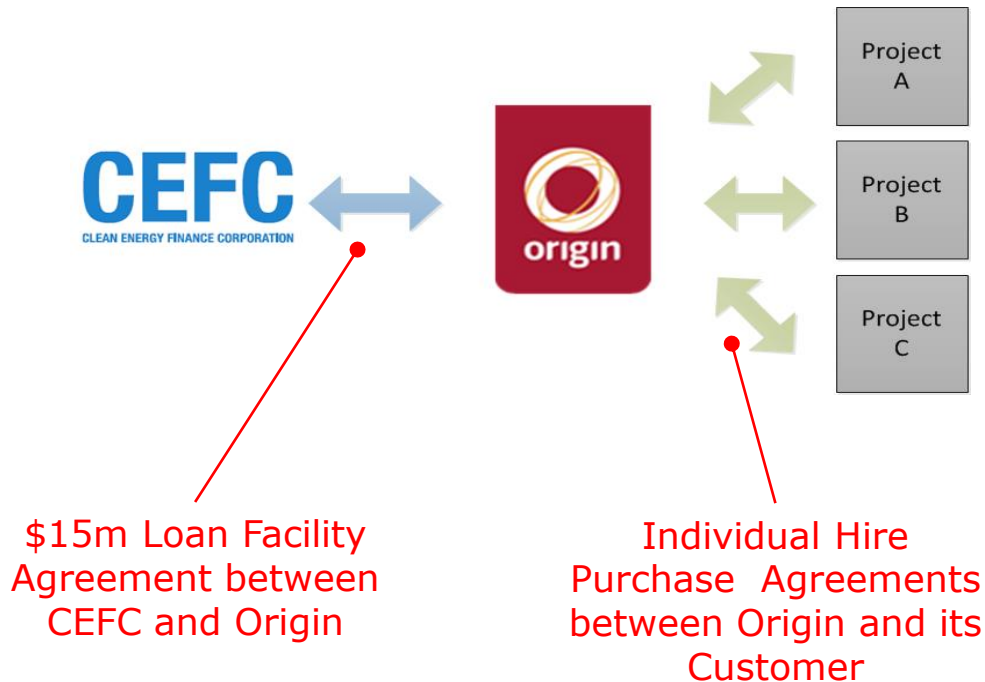 CEFC
CLEAN ENERGY FINANCE CORPORATION
origin
Project
A
Project
B
Project
C
$15m Loan Facility
Agreement between
CEFC and Origin
Individual Hire
Purchase Agreements
between Origin and its
Customer